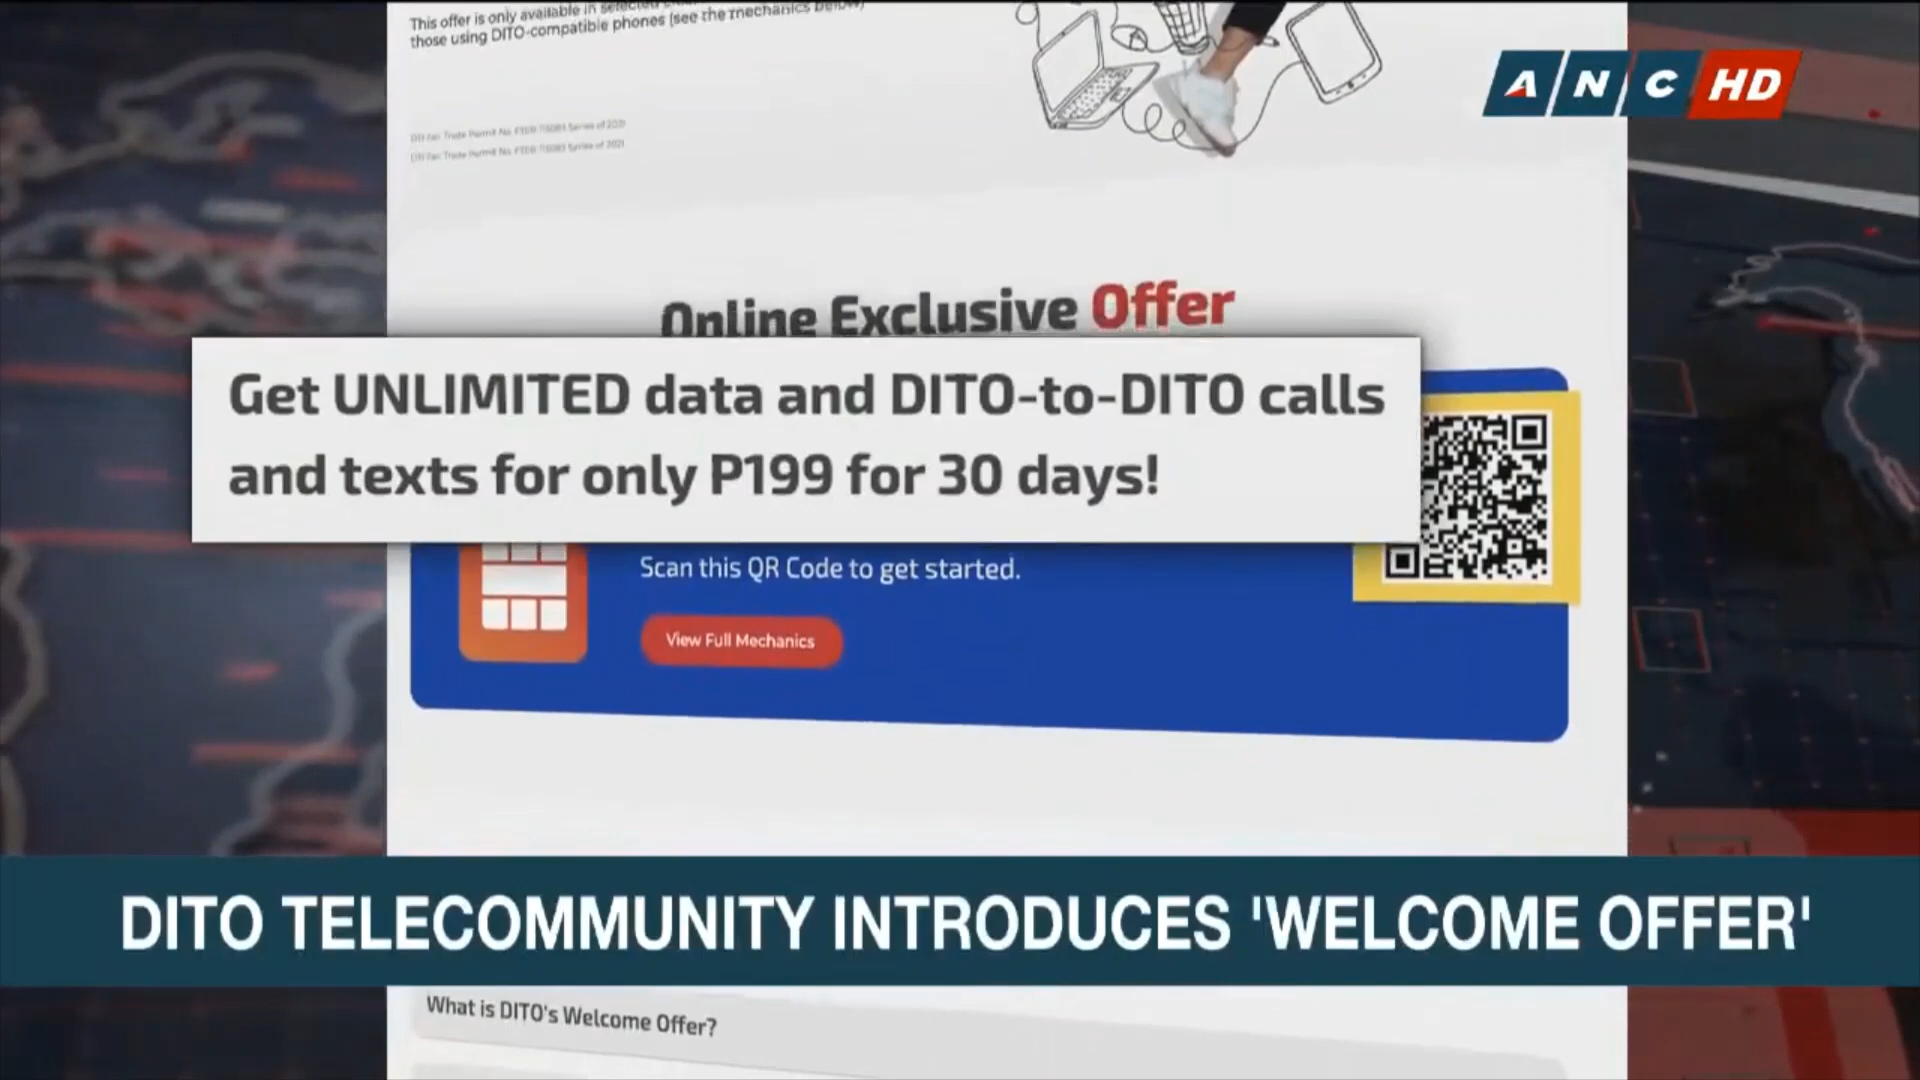 This offer is only available in selected
those using DITO-compatible phones (see the mechanics below)
ANC HD
Online Exclusive Offer
Get UNLIMITED data and DITO-to-DITO calls
and texts for only P199 for 30 days!
Scan this QR Code to get started.
View Full Mechanics
DITO TELECOMMUNITY INTRODUCES 'WELCOME OFFER'
What is DITO's Welcome Offer?